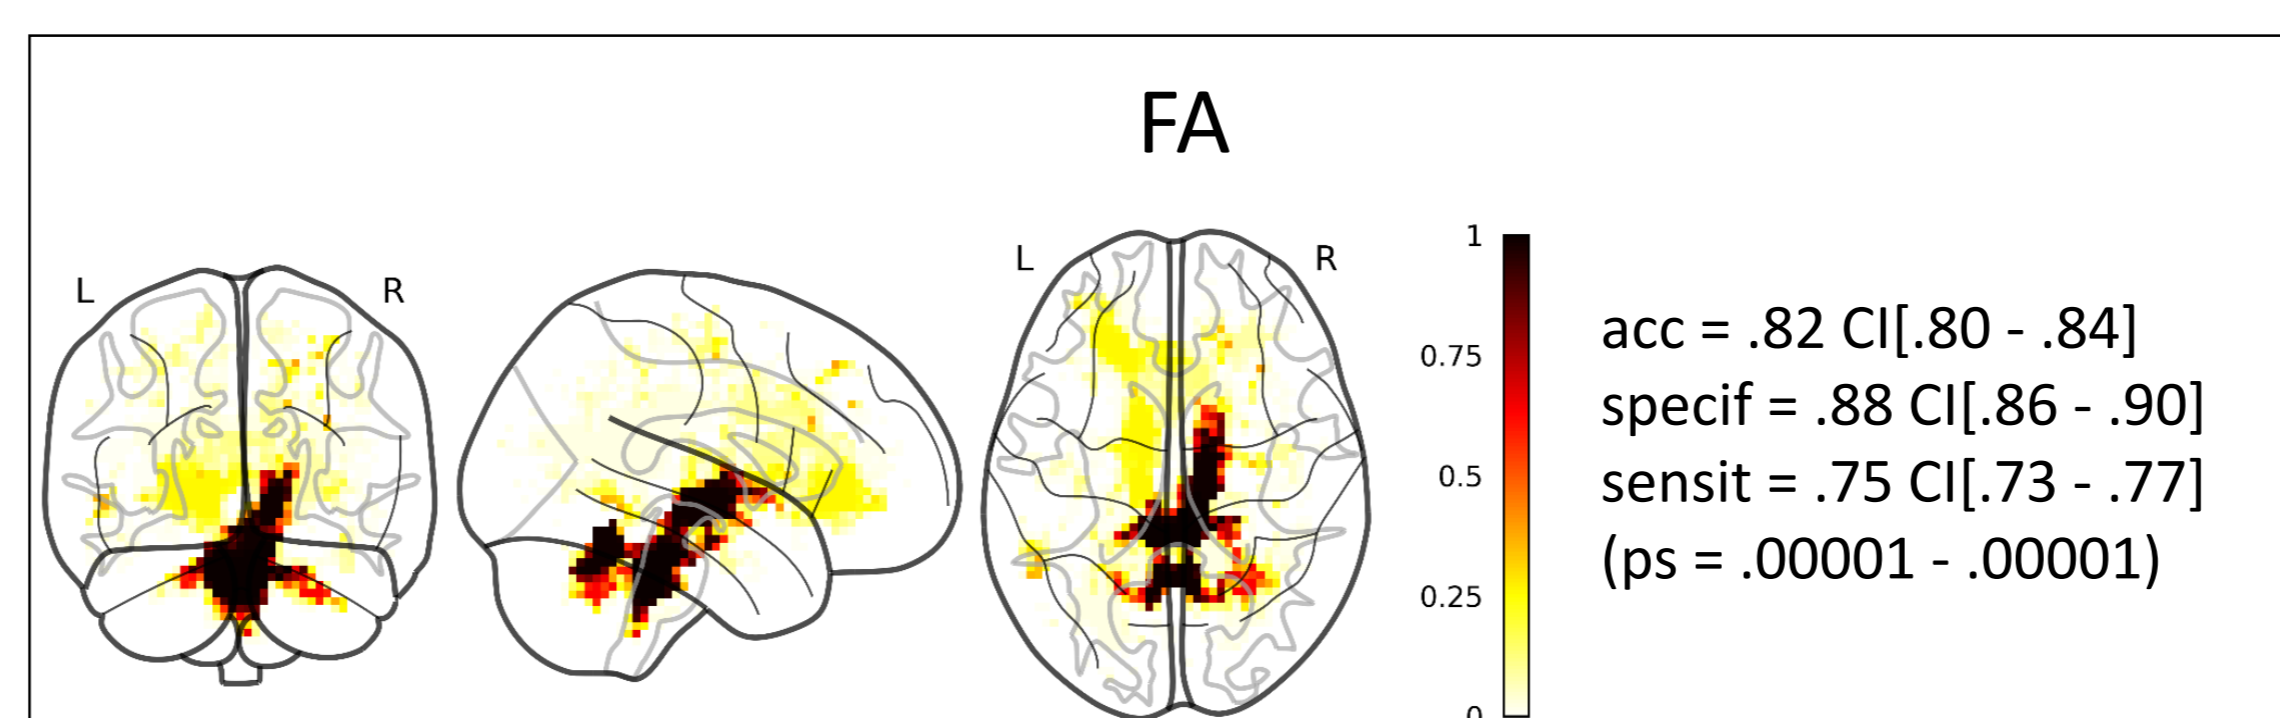 FA
L
R
L
R
1
0.75
0.5
0.25
0
acc = .82 CI[.80 - .84]
specif = .88 CI[.86 - .90]
sensit = .75 CI[.73 - .77]
(ps = .00001 - .00001)